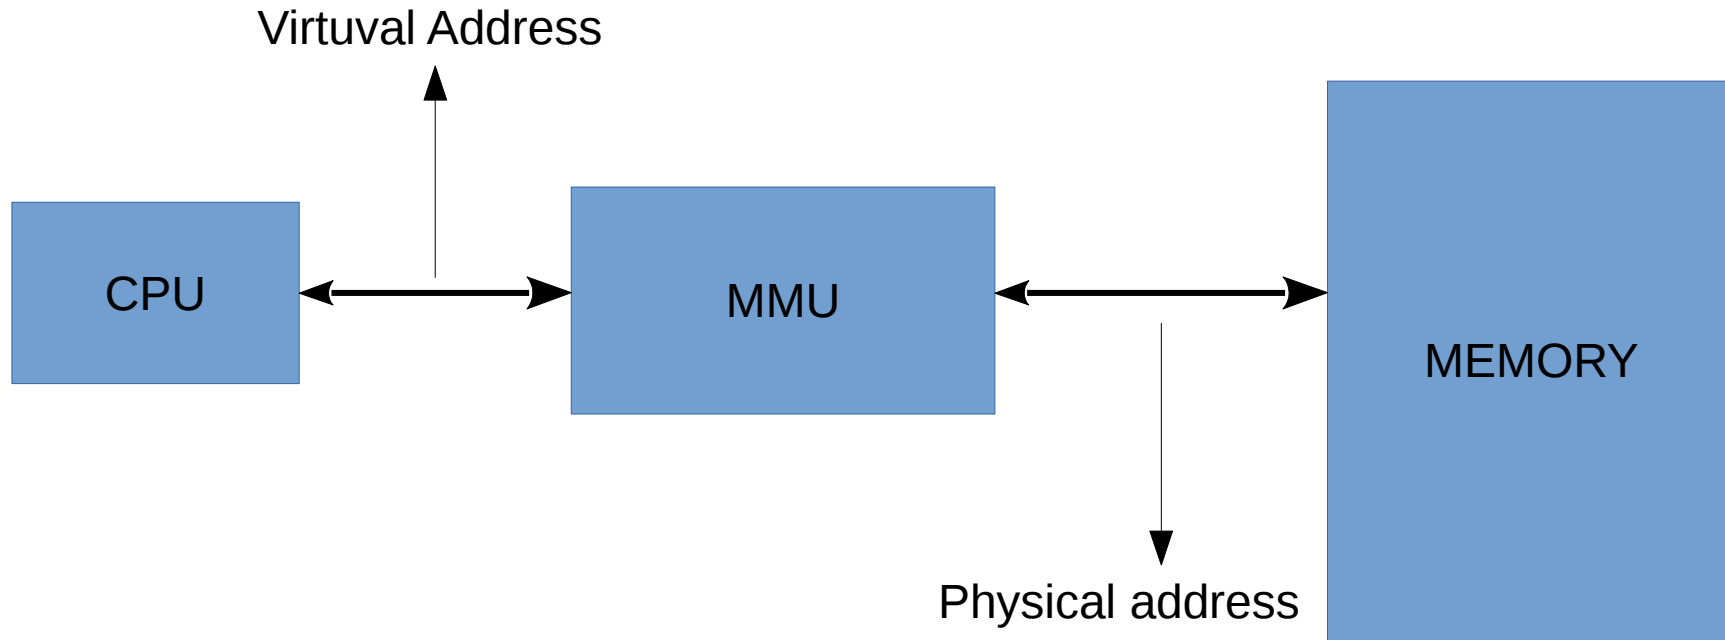 Virtuval Address
CPU
MMU
MEMORY
Physical address